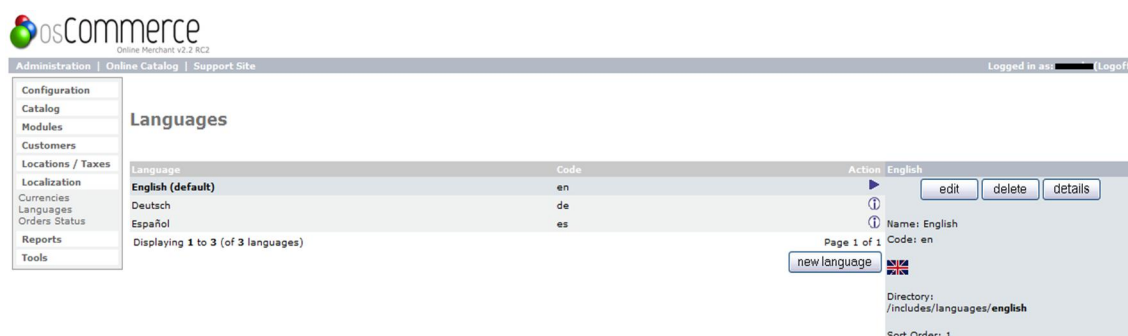 osCommerce
Online Merchant v2.2 RC2
Administration | Online Catalog | Support Site
Logged in as: (Logoff
Configuration
Catalog
Modules
Customers
Locations / Taxes
Localization
Currencies
Languages
Orders Status
Reports
Tools
Languages
Language Code Action
English (default) en
Deutsch de
Español es
Displaying 1 to 3 (of 3 languages) Page 1 of 1
new language
English
edit delete details
Name: English
Code: en
Directory:
/includes/languages/english
Sort Order: 1